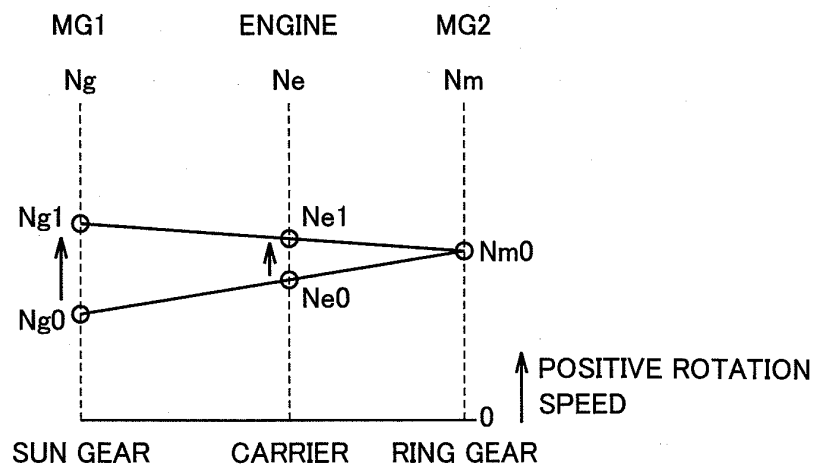 MG1 ENGINE MG2
Ng Ne Nm
Ng1 Ne1
Nm0
Ng0 Ne0
POSITIVE ROTATION
SPEED
0
SUN GEAR CARRIER RING GEAR